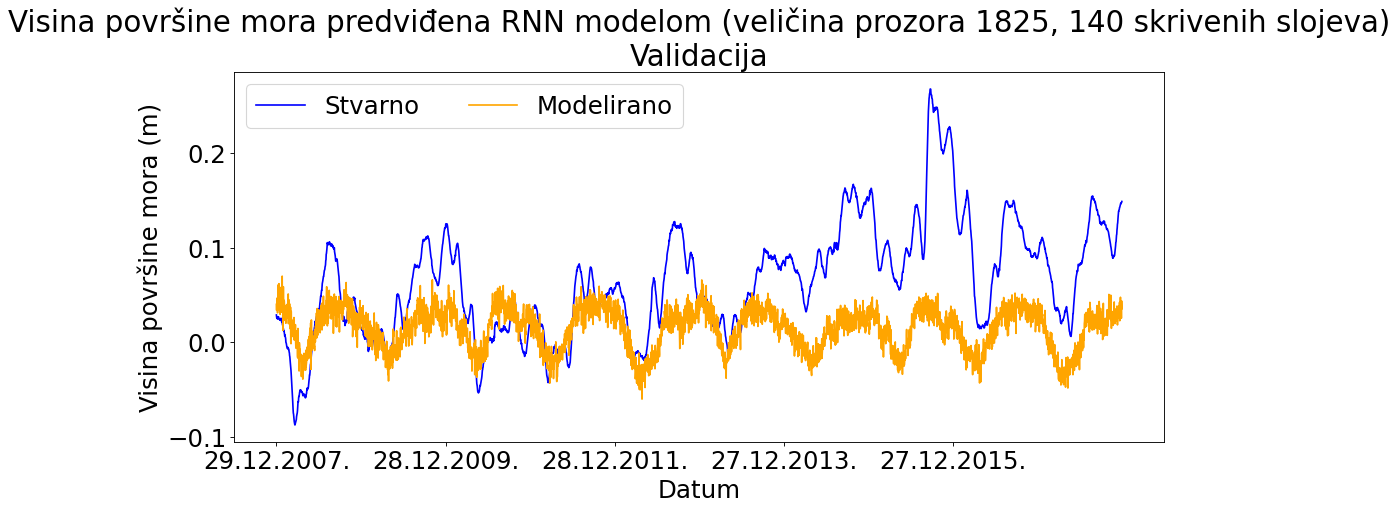 Visina površine mora predviđena RNN modelom (veličina prozora 1825, 140 skrivenih slojeva)
Validacija
Stvarno Modelirano
Visina površine mora (m)
0.2
0.1
0.0
−0.1
29.12.2007. 28.12.2009. 28.12.2011. 27.12.2013. 27.12.2015.
Datum